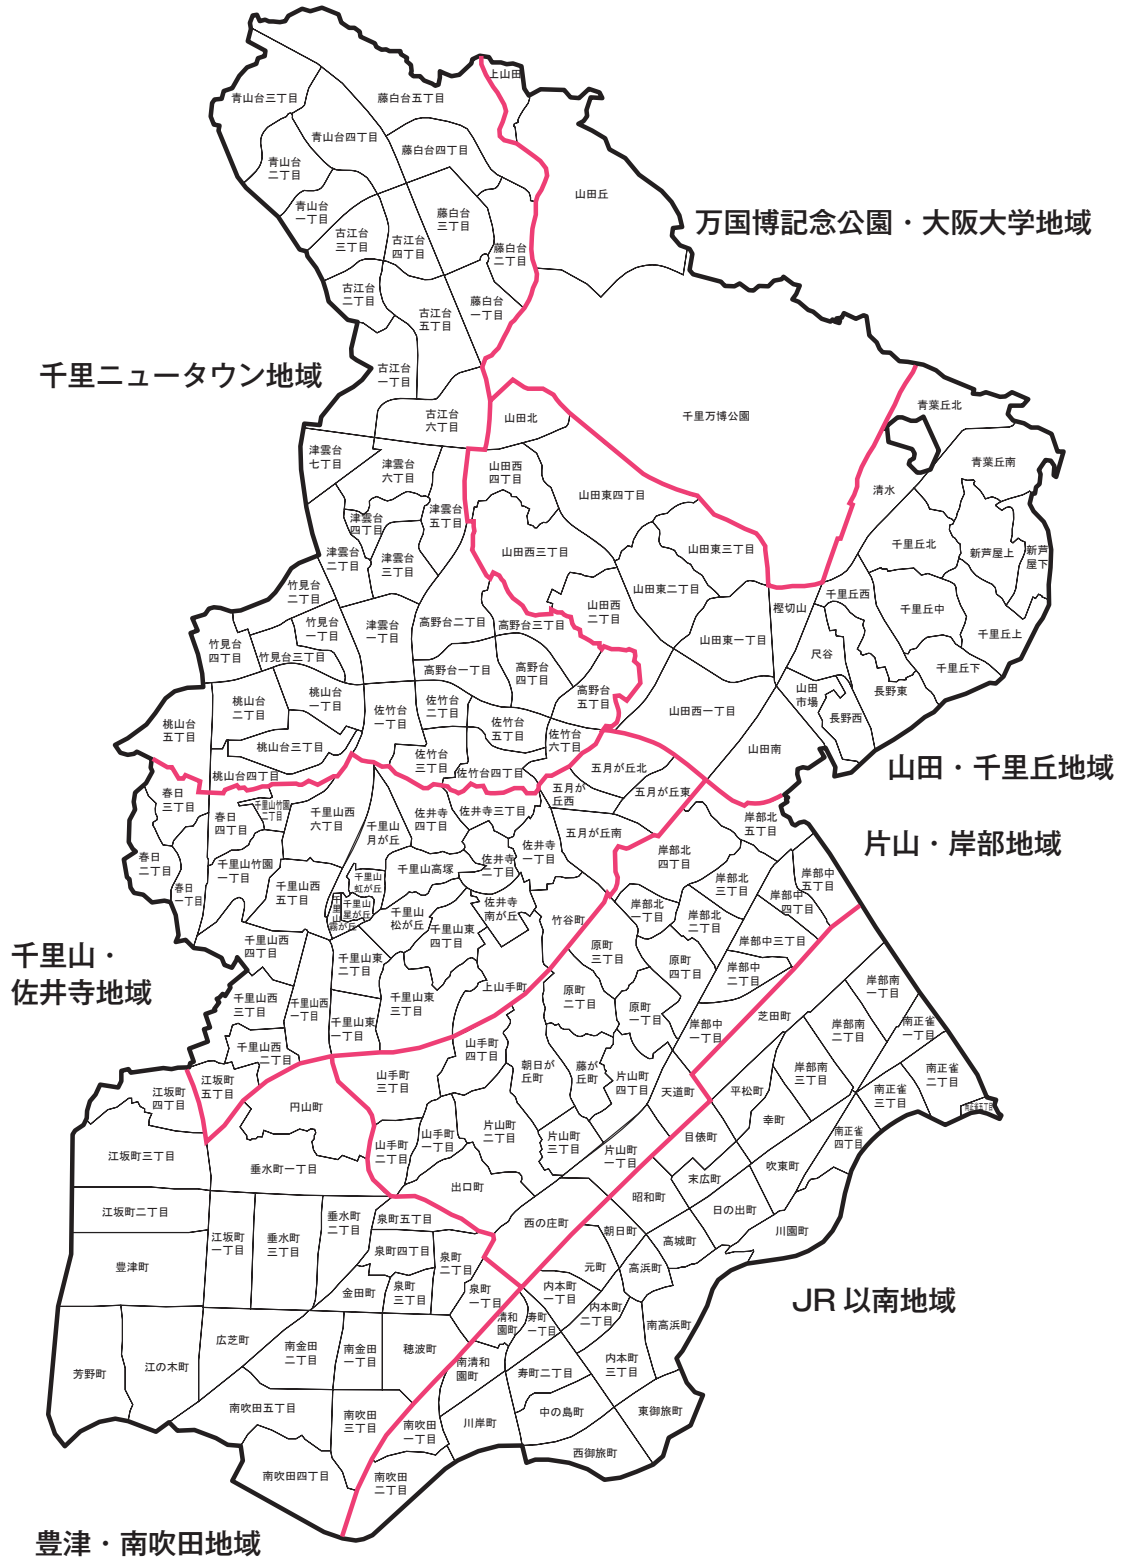 上山田
青山台三丁目
藤白台五丁目
青山台四丁目
藤白台四丁目
青山台
二丁目
山田丘
青山台
一丁目
藤白台
三丁目
万国博記念公園・大阪大学地域
古江台
三丁目
古江台
四丁目
藤白台
二丁目
古江台
二丁目
藤白台
一丁目
古江台
五丁目
千里ニュータウン地域
古江台
一丁目
青葉丘北
古江台
六丁目
山田北
千里万博公園
津雲台
七丁目
津雲台
六丁目
山田西
四丁目
青葉丘南
清水
山田東四丁目
津雲台
五丁目
津雲台
四丁目
千里丘北
新芦屋上
新芦
屋下
山田西三丁目
山田東三丁目
津雲台
二丁目
津雲台
三丁目
竹見台
二丁目
山田東二丁目
千里丘西
樫切山
千里丘中
山田西
二丁目
竹見台
一丁目
津雲台
一丁目
高野台二丁目
高野台三丁目
山田東一丁目
千里丘上
竹見台
四丁目
竹見台三丁目
尺谷
千里丘下
高野台一丁目
高野台
四丁目
高野台
五丁目
長野東
山田
市場
桃山台
一丁目
桃山台
二丁目
佐竹台
一丁目
佐竹台
二丁目
山田西一丁目
長野西
桃山台
五丁目
佐竹台
五丁目
佐竹台
六丁目
桃山台三丁目
山田南
佐竹台
三丁目
佐竹台四丁目
桃山台四丁目
五月が丘北
山田・千里丘地域
春日
三丁目
五月が
丘西
五月が丘東
千里山竹園
二丁目
春日
四丁目
千里山西
六丁目
佐井寺
四丁目
佐井寺三丁目
岸部北
五丁目
千里山
月が丘
五月が丘南
片山・岸部地域
佐井寺
一丁目
岸部北
四丁目
春日
二丁目
千里山竹園
一丁目
千里山高塚
佐井寺
二丁目
岸部中
五丁目
千里山
虹が丘
岸部北
三丁目
春日
一丁目
千里山西
五丁目
岸部中
四丁目
千里山
星が丘
千里山
霧が丘
千里山
松が丘
佐井寺
南が丘
竹谷町
岸部北
一丁目
岸部北
二丁目
千里山東
四丁目
千里山西
四丁目
岸部中三丁目
千里山・
佐井寺地域
原町
三丁目
千里山東
二丁目
原町
四丁目
岸部中
二丁目
上山手町
岸部南
一丁目
千里山西
三丁目
千里山西
一丁目
千里山東
三丁目
原町
二丁目
原町
一丁目
芝田町
千里山東
一丁目
岸部中
一丁目
岸部南
二丁目
南正雀
一丁目
千里山西
二丁目
山手町
四丁目
朝日が
丘町
藤が
丘町
岸部南
三丁目
南正雀
二丁目
江坂町
五丁目
江坂町
四丁目
山手町
三丁目
片山町
四丁目
天道町
平松町
南正雀
三丁目
南正雀五丁目
円山町
幸町
片山町
二丁目
南正雀
四丁目
山手町
一丁目
片山町
三丁目
目俵町
山手町
二丁目
江坂町三丁目
片山町
一丁目
垂水町一丁目
吹東町
末広町
出口町
昭和町
江坂町二丁目
日の出町
垂水町
二丁目
泉町五丁目
西の庄町
朝日町
川園町
江坂町
一丁目
垂水町
三丁目
泉町四丁目
高城町
豊津町
泉町
二丁目
元町
高浜町
金田町
泉町
三丁目
泉町
一丁目
内本町
一丁目
JR以南地域
内本町
二丁目
清和
園町
寿町
一丁目
南高浜町
広芝町
南金田
二丁目
南金田
一丁目
穂波町
内本町
三丁目
江の木町
芳野町
南清和
園町
寿町二丁目
南吹田五丁目
南吹田
三丁目
南吹田
一丁目
川岸町
中の島町
東御旅町
西御旅町
南吹田四丁目
南吹田
二丁目
豊津・南吹田地域